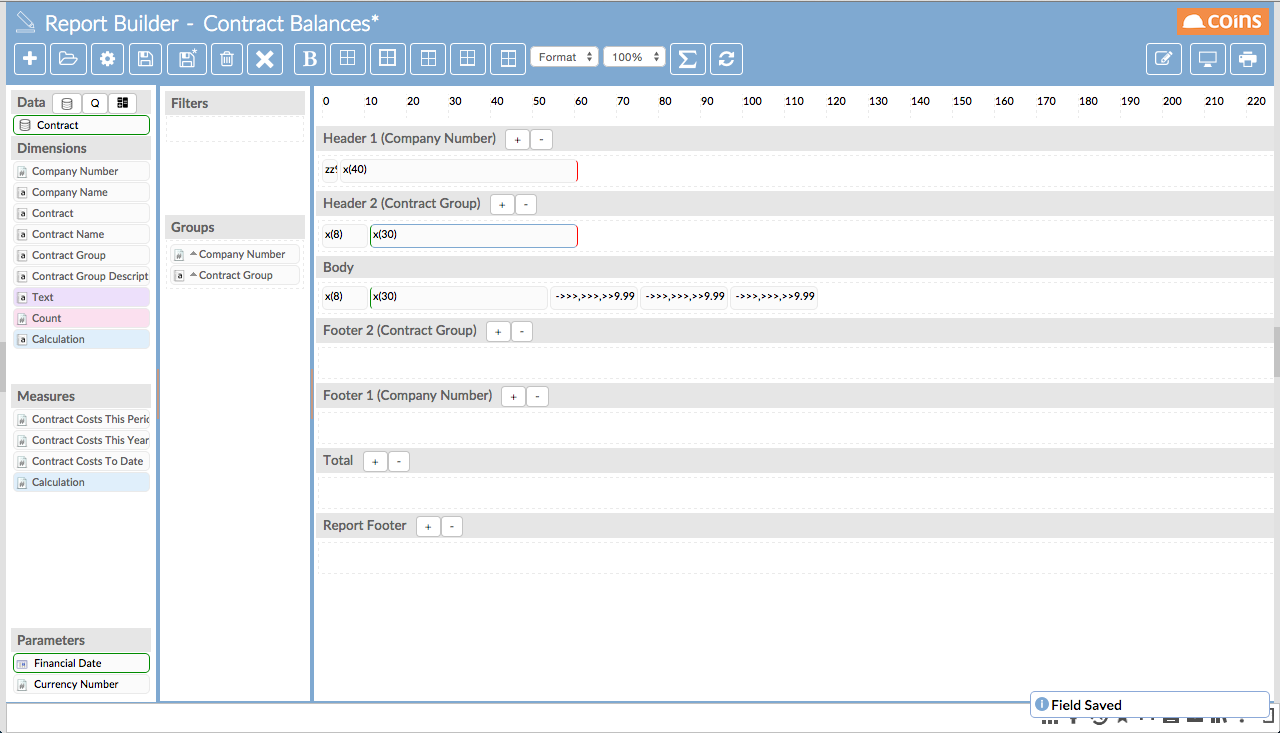 Report Builder - Contract Balances*
coins
B
Format
100%
Σ
Data
Q
Contract
Dimensions
Company Number
Company Name
Contract
Contract Name
Contract Group
Contract Group Descript
Text
Count
Calculation
Measures
Contract Costs This Peric
Contract Costs This Year
Contract Costs To Date
Calculation
Parameters
Financial Date
Currency Number
Filters
Groups
Company Number
Contract Group
0 10 20 30 40 50 60 70 80 90 100 110 120 130 140 150 160 170 180 190 200 210 220
Header 1 (Company Number) + -
zz9 x(40)
Header 2 (Contract Group) + -
x(8) x(30)
Body
x(8) x(30) ->>>,>>>,>>9.99 ->>>,>>>,>>9.99 ->>>,>>>,>>9.99
Footer 2 (Contract Group) + -
Footer 1 (Company Number) + -
Total + -
Report Footer + -
Field Saved